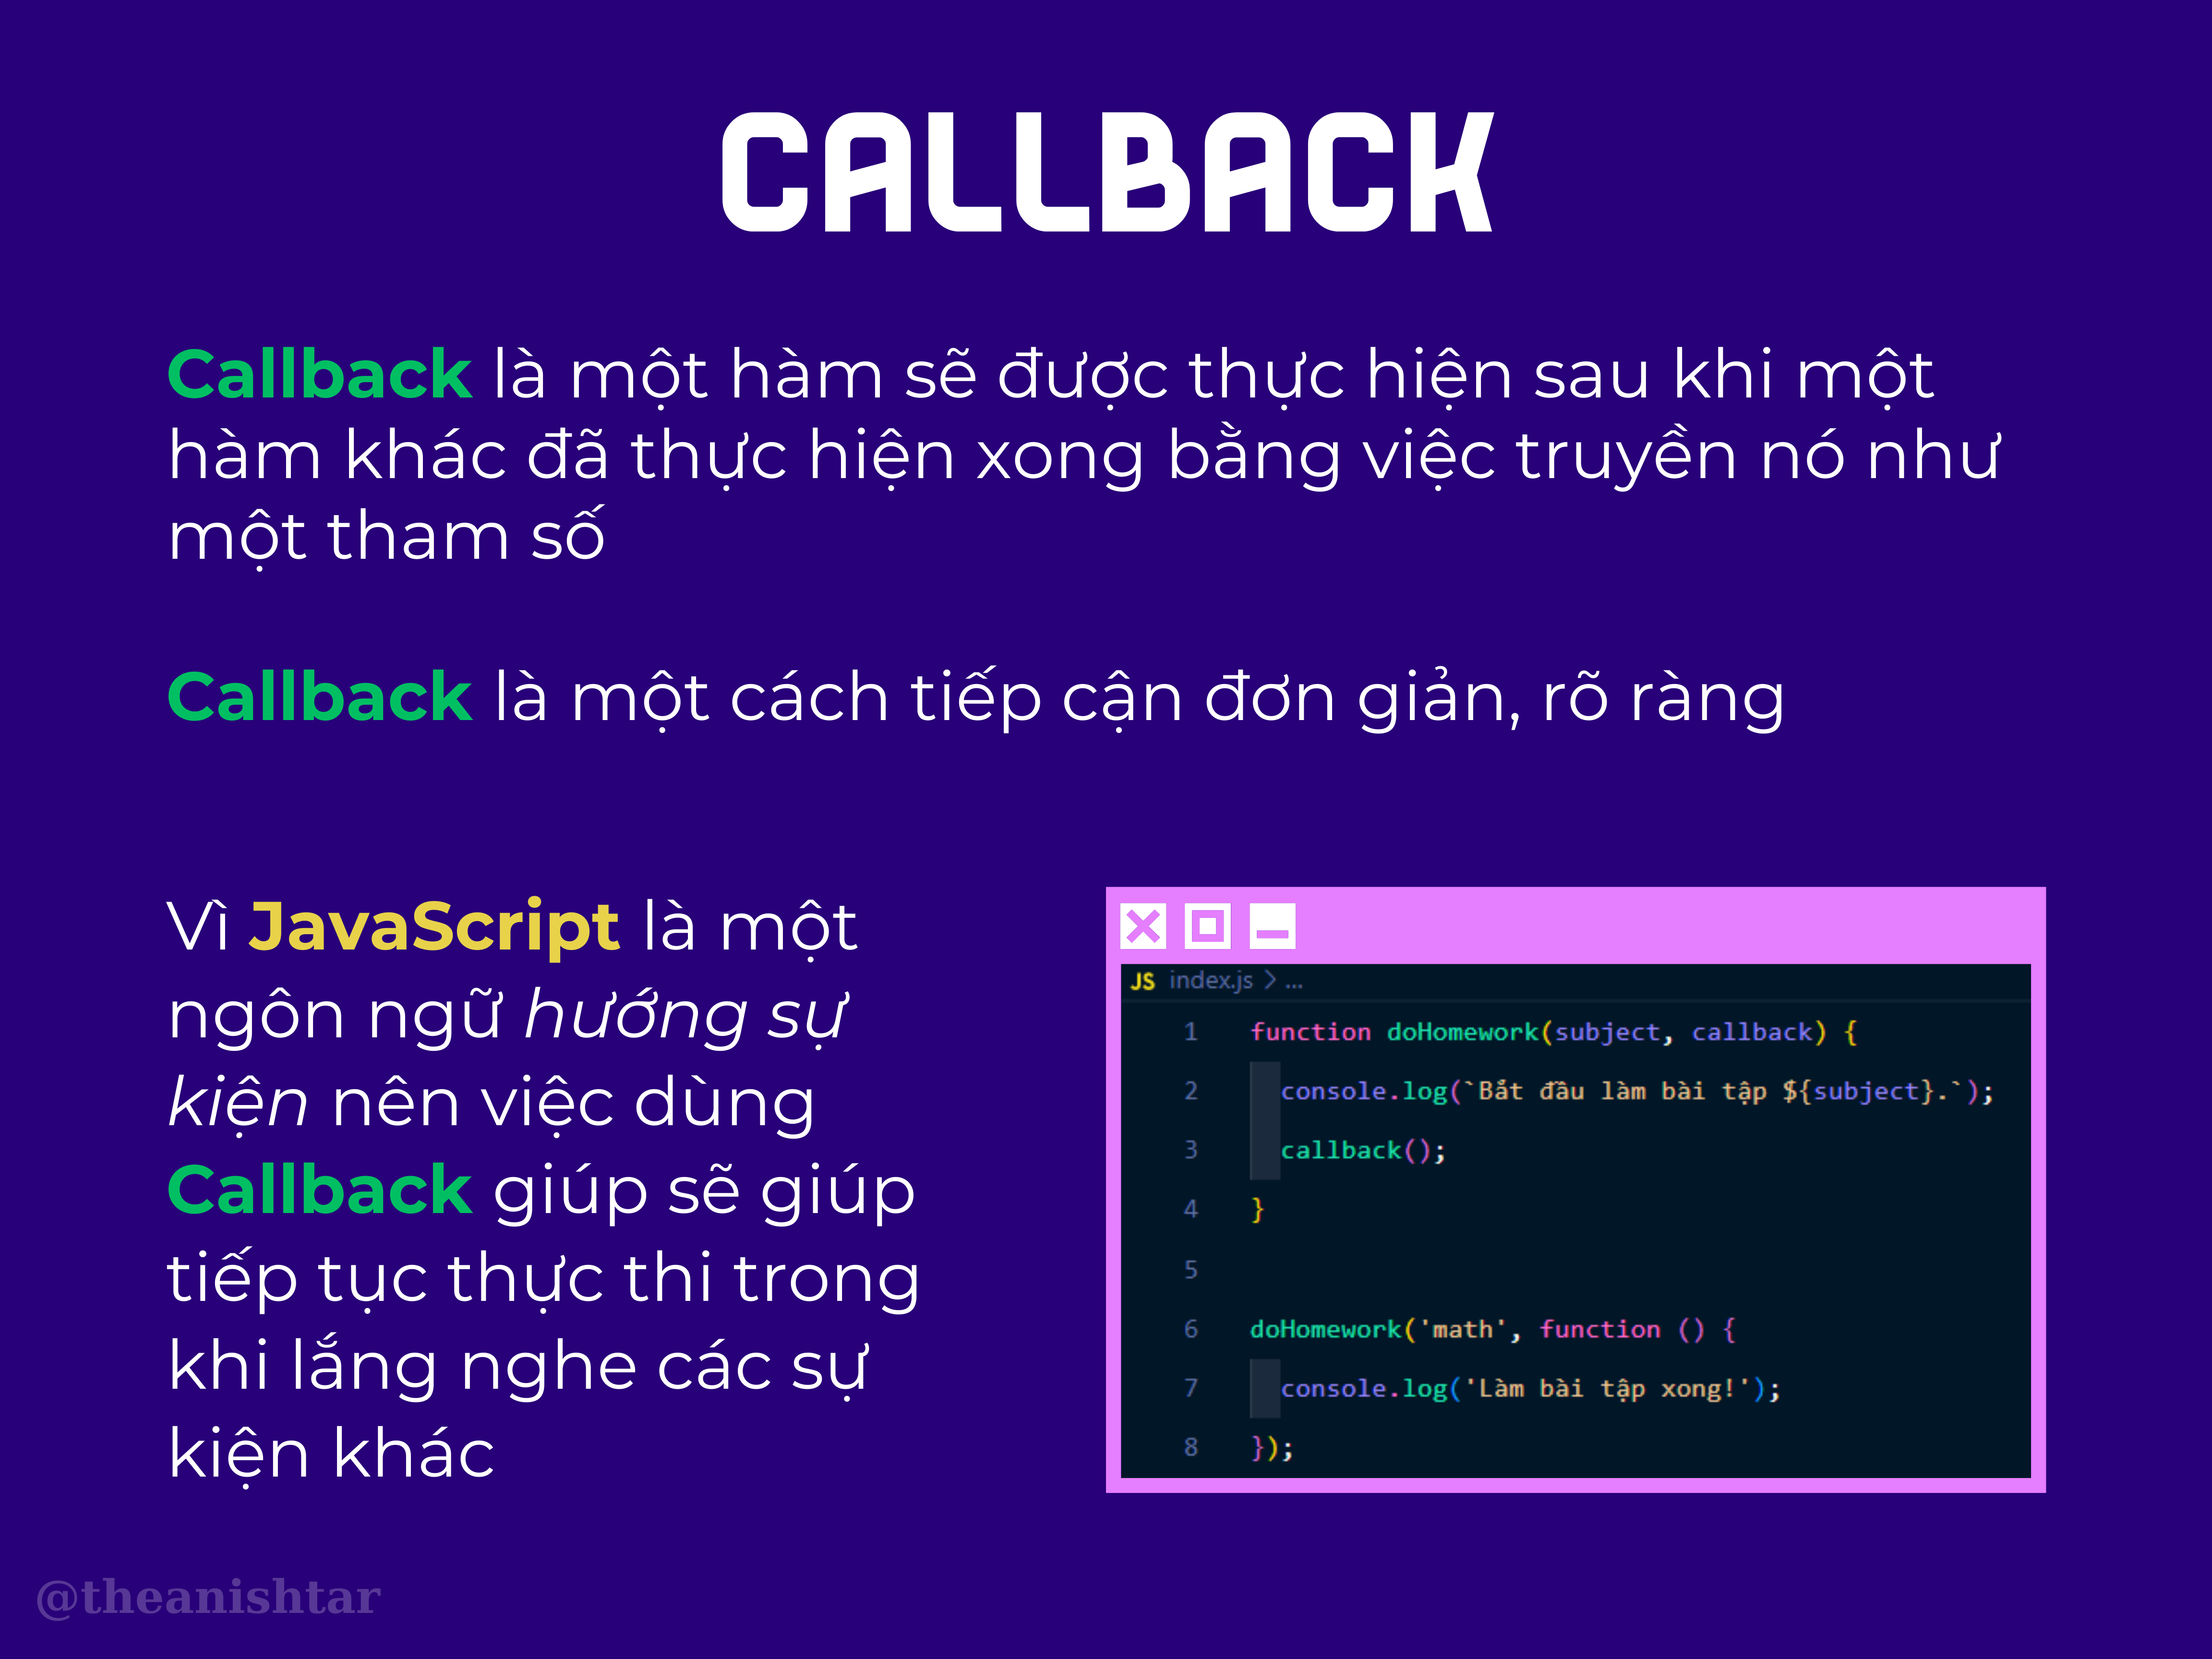 CALLBACK
Callback là một hàm sẽ được thực hiện sau khi một
hàm khác đã thực hiện xong bằng việc truyền nó như
một tham số
Callback là một cách tiếp cận đơn giản, rõ ràng
Vì JavaScript là một
ngôn ngữ hướng sự
kiện nên việc dùng
Callback giúp sẽ giúp
tiếp tục thực thi trong
khi lắng nghe các sự
kiện khác
JS index.js > ...
1 function doHomework(subject, callback) {
2 console.log(`Bắt đầu làm bài tập ${subject}.`);
3 callback();
4 }
5
6 doHomework('math', function () {
7 console.log('Làm bài tập xong!');
8 });
@theanishtar